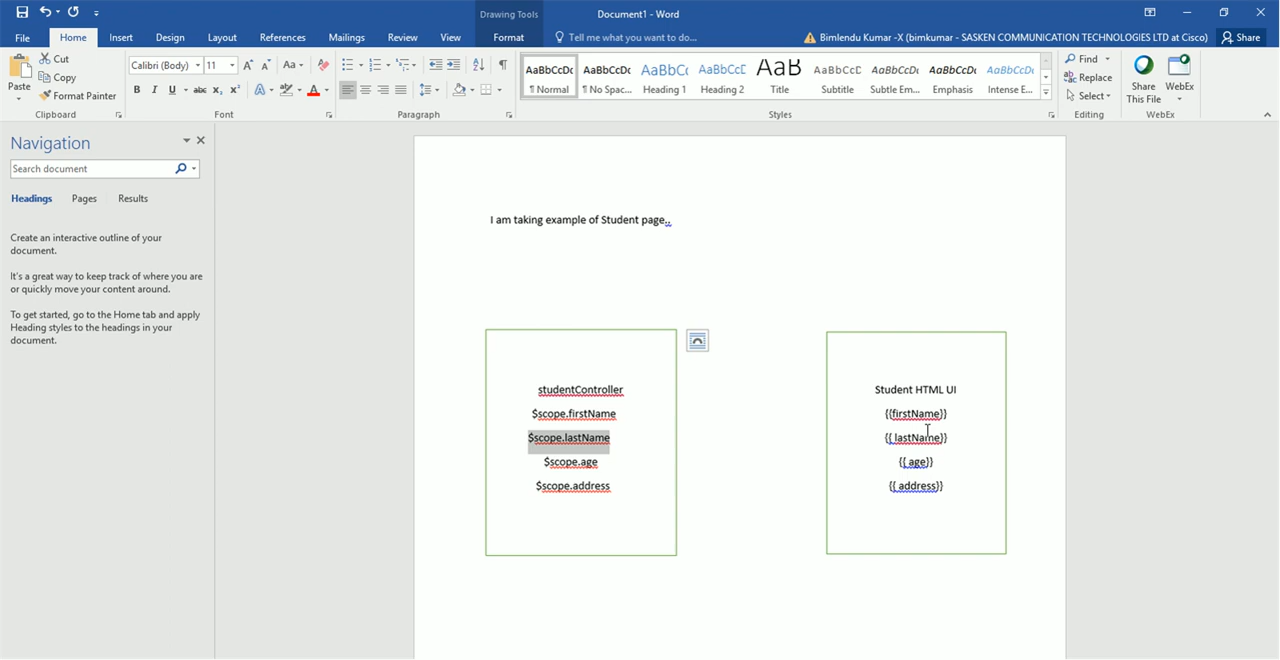 Drawing Tools
Document1 - Word
File Home Insert Design Layout References Mailings Review View Format Tell me what you want to do...
Bimlendu Kumar -X (bimkumar - SASKEN COMMUNICATION TECHNOLOGIES LTD at Cisco) Share
Paste
Cut
Copy
Format Painter
Clipboard
Calibri (Body) 11
B I U abc x₂ x²
Font
Paragraph
AaBbCcDc AaBbCcDc AaBbCc AaBbCcE AaB AaBbCcD AaBbCcDc AaBbCcDc AaBbCcDc
¶ Normal ¶ No Spac... Heading 1 Heading 2 Title Subtitle Subtle Em... Emphasis Intense E...
Styles
Find
Replace
Select
Editing
Share
This File
WebEx
WebEx
Navigation
Search document
Headings Pages Results
Create an interactive outline of your
document.
It's a great way to keep track of where you are
or quickly move your content around.
To get started, go to the Home tab and apply
Heading styles to the headings in your
document.
I am taking example of Student page..
studentController
$scope.firstName
$scope.lastName
$scope.age
$scope.address
Student HTML UI
{{firstName}}
{{ lastName}}
{{ age}}
{{ address}}